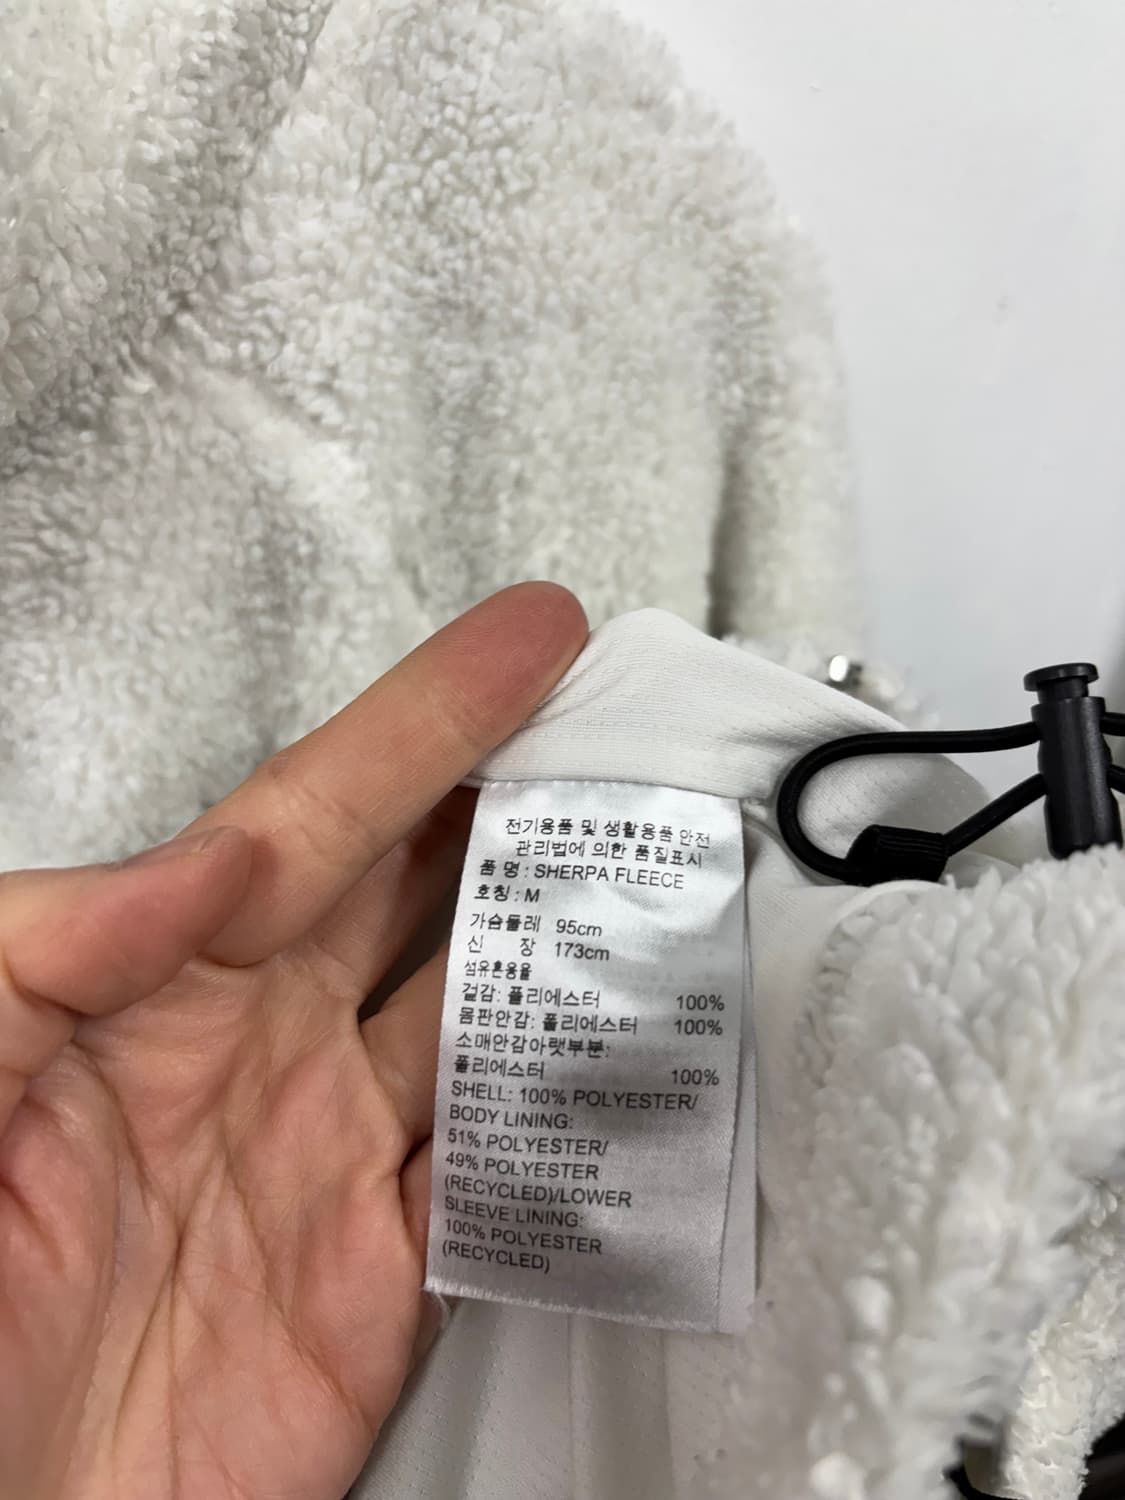 전기용품 및 생활용품 안전
관리법에 의한 품질표시
품 명 : SHERPA FLEECE
호칭 : M
가슴둘레 95cm
신 장 173cm
섬유혼용율
겉감: 폴리에스터 100%
몸판안감: 폴리에스터 100%
소매안감아랫부분:
폴리에스터 100%
SHELL: 100% POLYESTER/
BODY LINING:
51% POLYESTER/
49% POLYESTER
(RECYCLED)/LOWER
SLEEVE LINING:
100% POLYESTER
(RECYCLED)